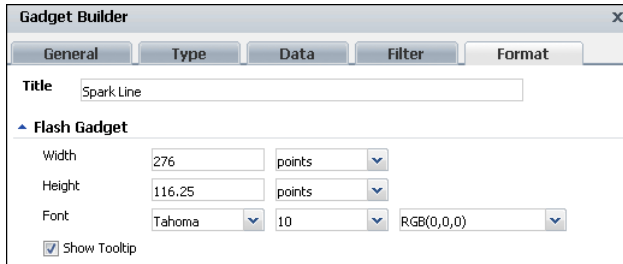 Gadget Builder x
General Type Data Filter Format
Title Spark Line
Flash Gadget
Width 276 points
Height 116.25 points
Font Tahoma 10 RGB(0,0,0)
Show Tooltip